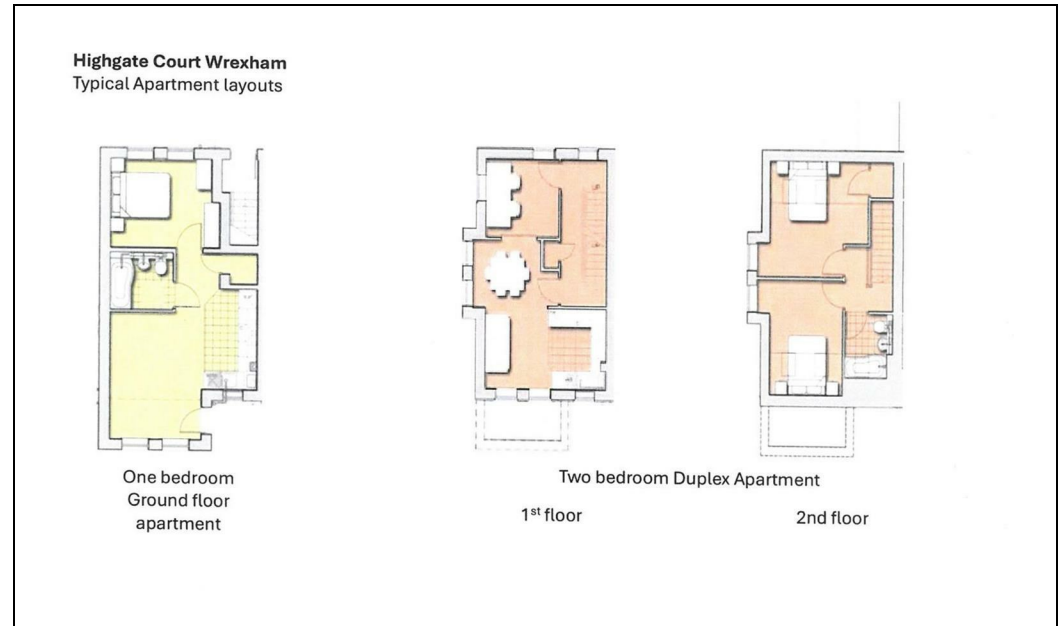 Highgate Court Wrexham
Typical Apartment layouts
One bedroom
Ground floor
apartment
Two bedroom Duplex Apartment
1st floor
2nd floor